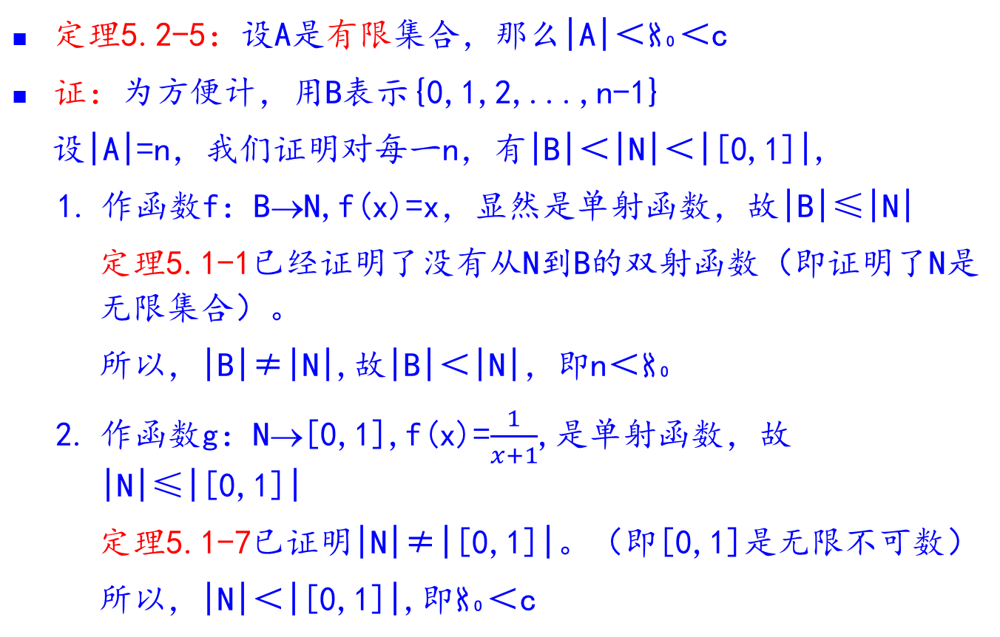 ▪ 定理5.2-5：设A是有限集合，那么|A|＜ℵ₀＜c
▪ 证：为方便计，用B表示{0,1,2,...,n-1}
设|A|=n，我们证明对每一n，有|B|＜|N|＜|[0,1]|,
1. 作函数f：B→N,f(x)=x，显然是单射函数，故|B|≤|N|
定理5.1-1已经证明了没有从N到B的双射函数（即证明了N是
无限集合）。
所以，|B|≠|N|,故|B|＜|N|，即n＜ℵ₀
2. 作函数g：N→[0,1],f(x)=\frac{1}{x+1},是单射函数，故
|N|≤|[0,1]|
定理5.1-7已证明|N|≠|[0,1]|。（即[0,1]是无限不可数）
所以，|N|＜|[0,1]|,即ℵ₀＜c